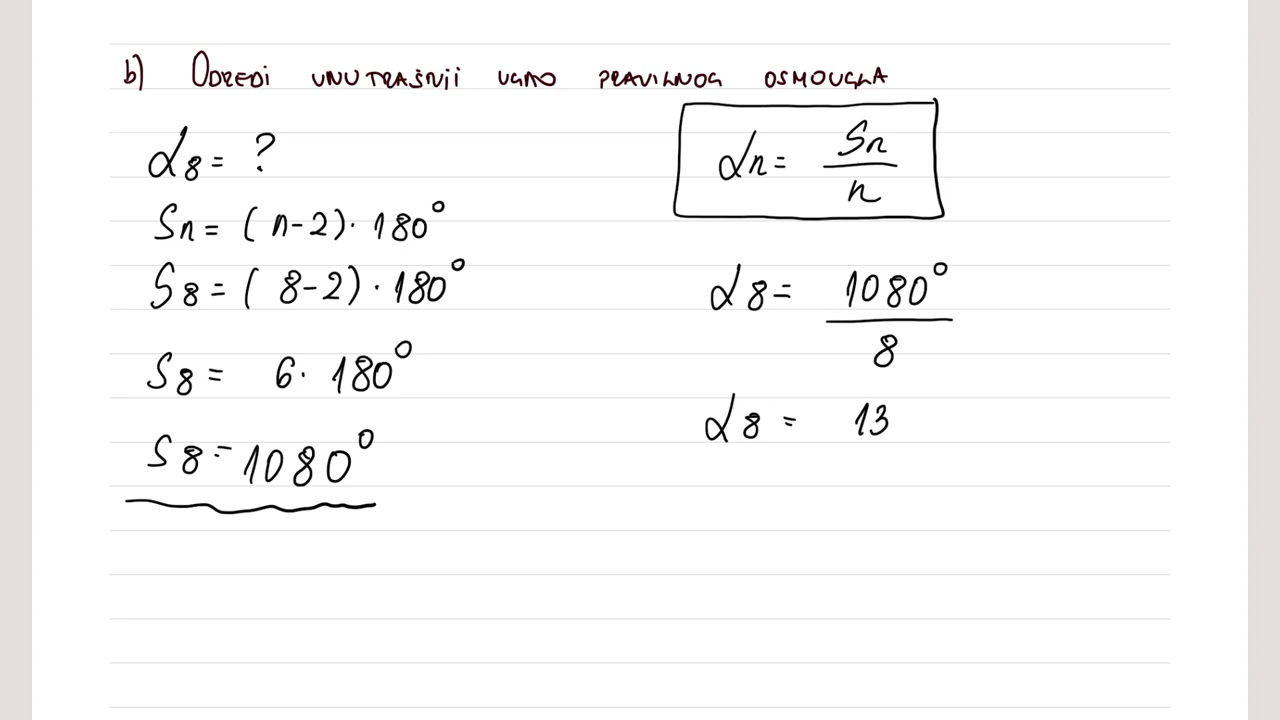 b) Odredi unutrašnji ugao pravilnog osmougla
α8 = ?
Sn = (n-2)·180°
S8 = (8-2)·180°
S8 = 6·180°
S8 = 1080°
αn = Sn/n
α8 = 1080°/8
α8 = 13